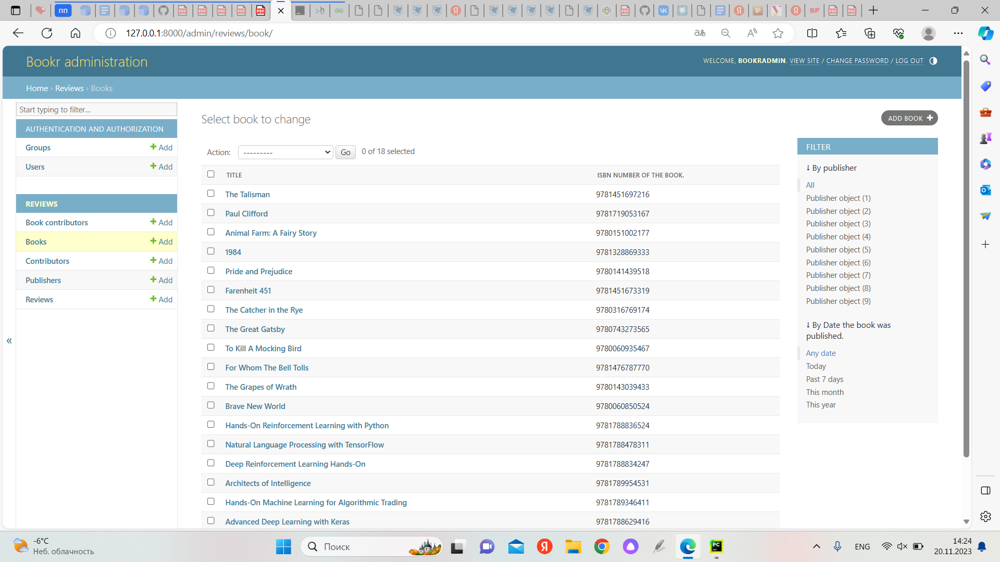 пп
127.0.0.1:8000/admin/reviews/book/
Bookr administration
WELCOME, BOOKRADMIN. VIEW SITE / CHANGE PASSWORD / LOG OUT
Home › Reviews › Books
Start typing to filter...
AUTHENTICATION AND AUTHORIZATION
Groups + Add
Users + Add
REVIEWS
Book contributors + Add
Books + Add
Contributors + Add
Publishers + Add
Reviews + Add
«
Select book to change
ADD BOOK +
Action: --------- Go 0 of 18 selected
TITLE ISBN NUMBER OF THE BOOK.
The Talisman 9781451697216
Paul Clifford 9781719053167
Animal Farm: A Fairy Story 9780151002177
1984 9781328869333
Pride and Prejudice 9780141439518
Farenheit 451 9781451673319
The Catcher in the Rye 9780316769174
The Great Gatsby 9780743273565
To Kill A Mocking Bird 9780060935467
For Whom The Bell Tolls 9781476787770
The Grapes of Wrath 9780143039433
Brave New World 9780060850524
Hands-On Reinforcement Learning with Python 9781788836524
Natural Language Processing with TensorFlow 9781788478311
Deep Reinforcement Learning Hands-On 9781788834247
Architects of Intelligence 9781789954531
Hands-On Machine Learning for Algorithmic Trading 9781789346411
Advanced Deep Learning with Keras 9781788629416
FILTER
↓ By publisher
All
Publisher object (1)
Publisher object (2)
Publisher object (3)
Publisher object (4)
Publisher object (5)
Publisher object (6)
Publisher object (7)
Publisher object (8)
Publisher object (9)
↓ By Date the book was
published.
Any date
Today
Past 7 days
This month
This year
-6°C
Неб. облачность
Поиск
ENG
14:24
20.11.2023